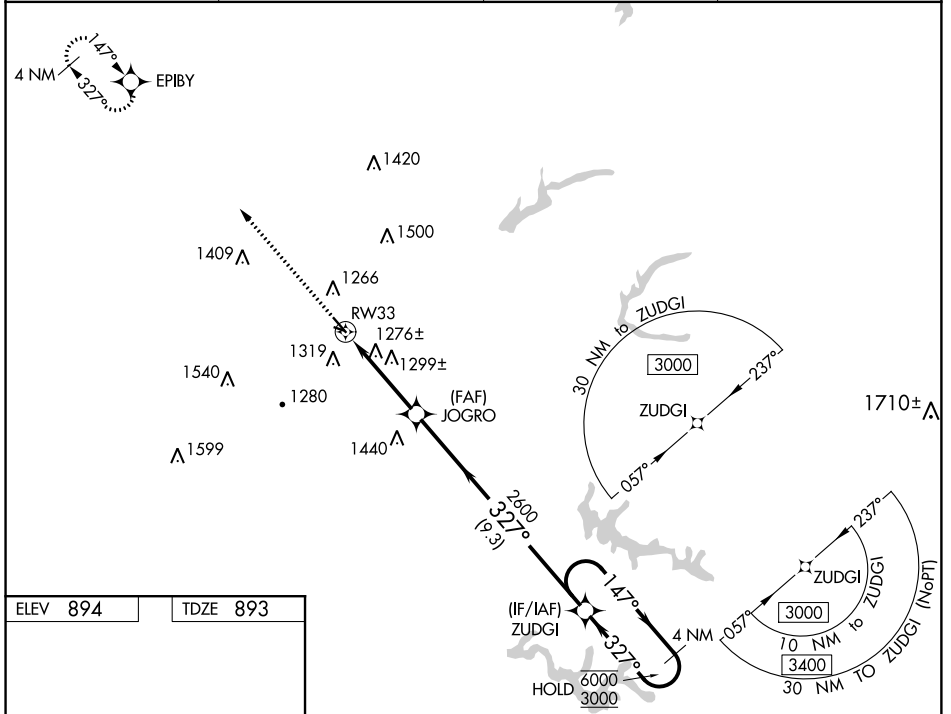 147°
4 NM
327°
EPIBY
1420
1500
1409
1266
RW33
1276±
1319
1299±
1540
1280
(FAF)
JOGRO
1440
1599
30 NM to ZUDGI
3000
237°
ZUDGI
057°
1710±
2600
327°
(9.3)
147°
(IF/IAF)
ZUDGI
4 NM
327°
HOLD
6000
3000
237°
ZUDGI
057°
3000
10 NM to ZUDGI
3400
30 NM TO ZUDGI (NoPT)
ELEV 894
TDZE 893